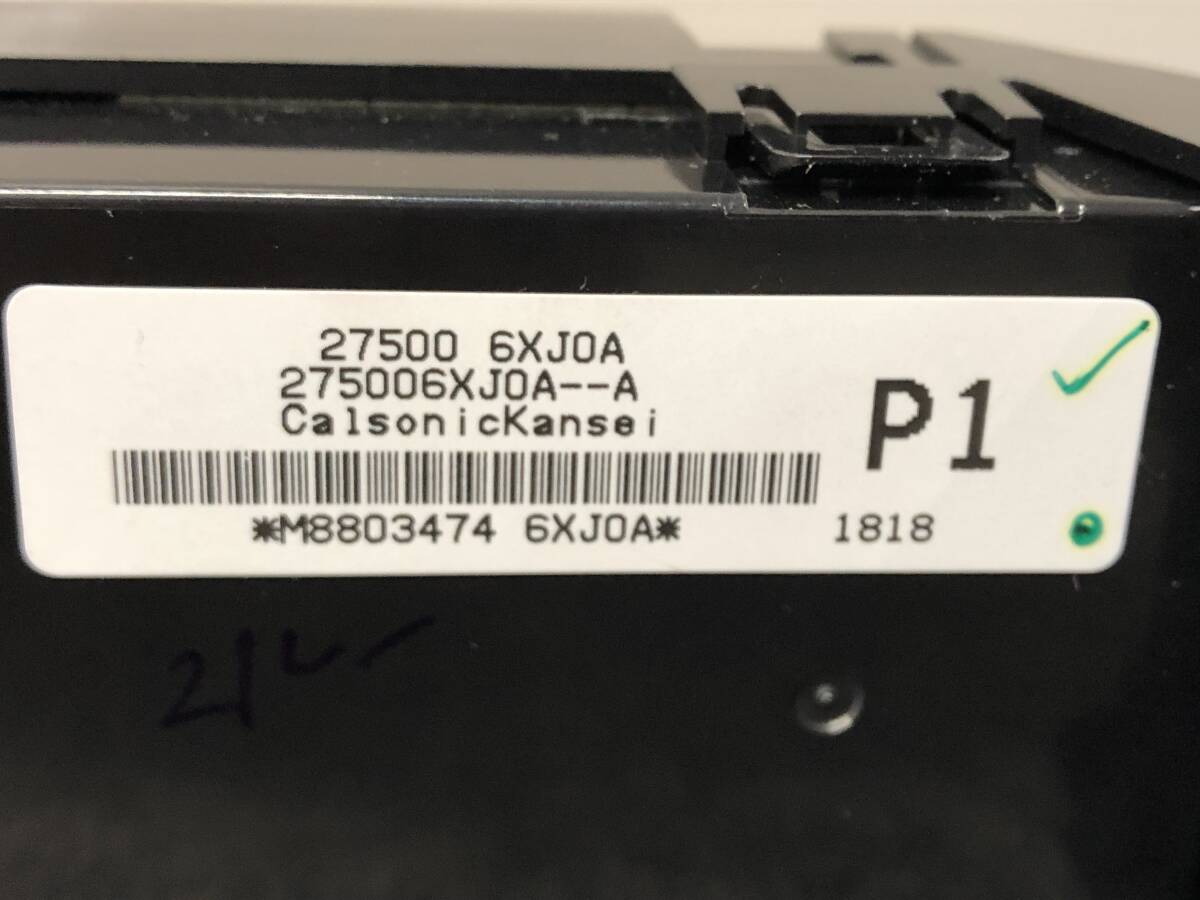 27500 6XJ0A
275006XJ0A--A
CalsonicKansei
P1
*M8803474 6XJ0A*
1818